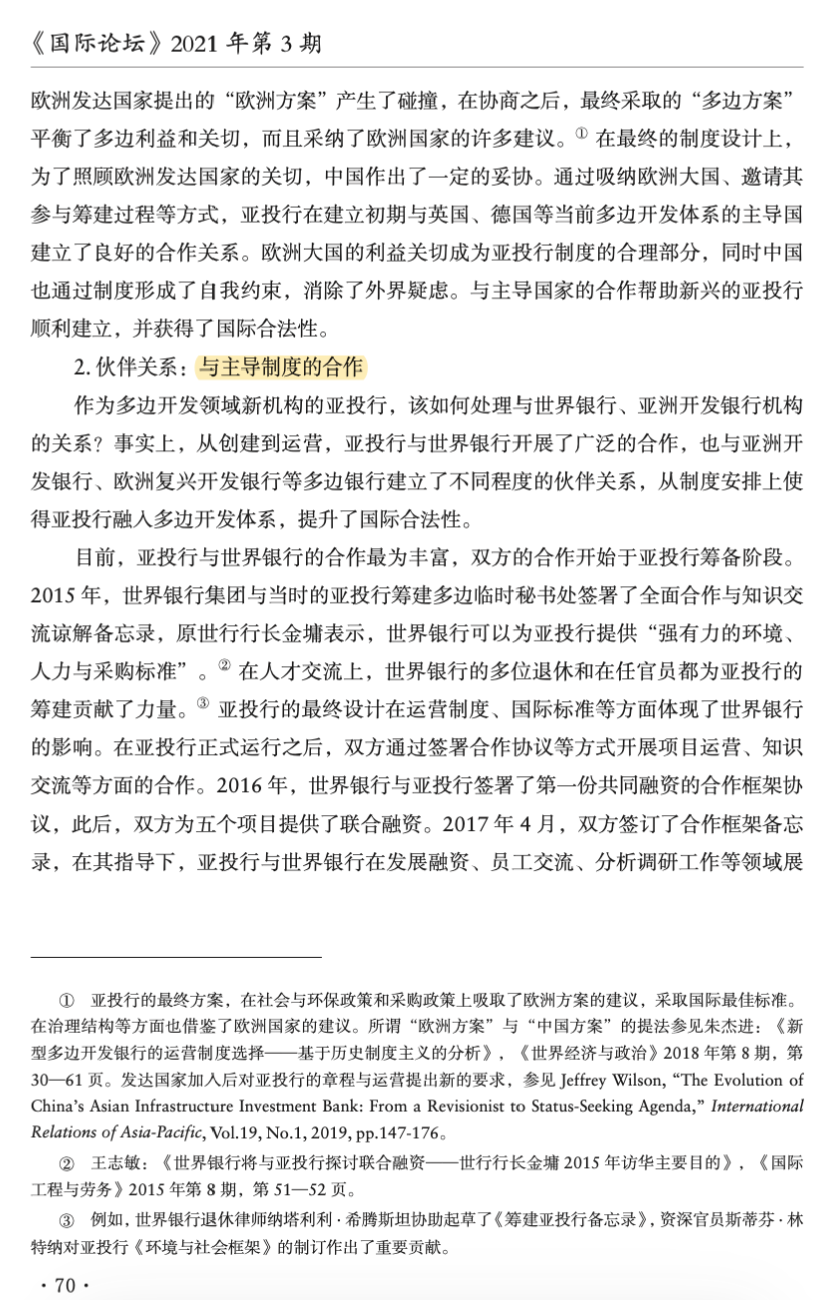 《国际论坛》2021 年第 3 期
欧洲发达国家提出的“欧洲方案”产生了碰撞，在协商之后，最终采取的“多边方案”
平衡了多边利益和关切，而且采纳了欧洲国家的许多建议。① 在最终的制度设计上，
为了照顾欧洲发达国家的关切，中国作出了一定的妥协。通过吸纳欧洲大国、邀请其
参与筹建过程等方式，亚投行在建立初期与英国、德国等当前多边开发体系的主导国
建立了良好的合作关系。欧洲大国的利益关切成为亚投行制度的合理部分，同时中国
也通过制度形成了自我约束，消除了外界疑虑。与主导国家的合作帮助新兴的亚投行
顺利建立，并获得了国际合法性。
2. 伙伴关系：与主导制度的合作
作为多边开发领域新机构的亚投行，该如何处理与世界银行、亚洲开发银行机构
的关系？事实上，从创建到运营，亚投行与世界银行开展了广泛的合作，也与亚洲开
发银行、欧洲复兴开发银行等多边银行建立了不同程度的伙伴关系，从制度安排上使
得亚投行融入多边开发体系，提升了国际合法性。
目前，亚投行与世界银行的合作最为丰富，双方的合作开始于亚投行筹备阶段。
2015 年，世界银行集团与当时的亚投行筹建多边临时秘书处签署了全面合作与知识交
流谅解备忘录，原世行行长金墉表示，世界银行可以为亚投行提供“强有力的环境、
人力与采购标准”。② 在人才交流上，世界银行的多位退休和在任官员都为亚投行的
筹建贡献了力量。③ 亚投行的最终设计在运营制度、国际标准等方面体现了世界银行
的影响。在亚投行正式运行之后，双方通过签署合作协议等方式开展项目运营、知识
交流等方面的合作。2016 年，世界银行与亚投行签署了第一份共同融资的合作框架协
议，此后，双方为五个项目提供了联合融资。2017 年 4 月，双方签订了合作框架备忘
录，在其指导下，亚投行与世界银行在发展融资、员工交流、分析调研工作等领域展
① 亚投行的最终方案，在社会与环保政策和采购政策上吸取了欧洲方案的建议，采取国际最佳标准。
在治理结构等方面也借鉴了欧洲国家的建议。所谓“欧洲方案”与“中国方案”的提法参见朱杰进：《新
型多边开发银行的运营制度选择——基于历史制度主义的分析》，《世界经济与政治》2018 年第 8 期，第
30—61 页。发达国家加入后对亚投行的章程与运营提出新的要求，参见 Jeffrey Wilson, “The Evolution of
China’s Asian Infrastructure Investment Bank: From a Revisionist to Status-Seeking Agenda,” International
Relations of Asia-Pacific, Vol.19, No.1, 2019, pp.147-176。
② 王志敏：《世界银行将与亚投行探讨联合融资——世行行长金墉 2015 年访华主要目的》，《国际
工程与劳务》2015 年第 8 期，第 51—52 页。
③ 例如，世界银行退休律师纳塔利利·希腾斯坦协助起草了《筹建亚投行备忘录》，资深官员斯蒂芬·林
特纳对亚投行《环境与社会框架》的制订作出了重要贡献。
·70·